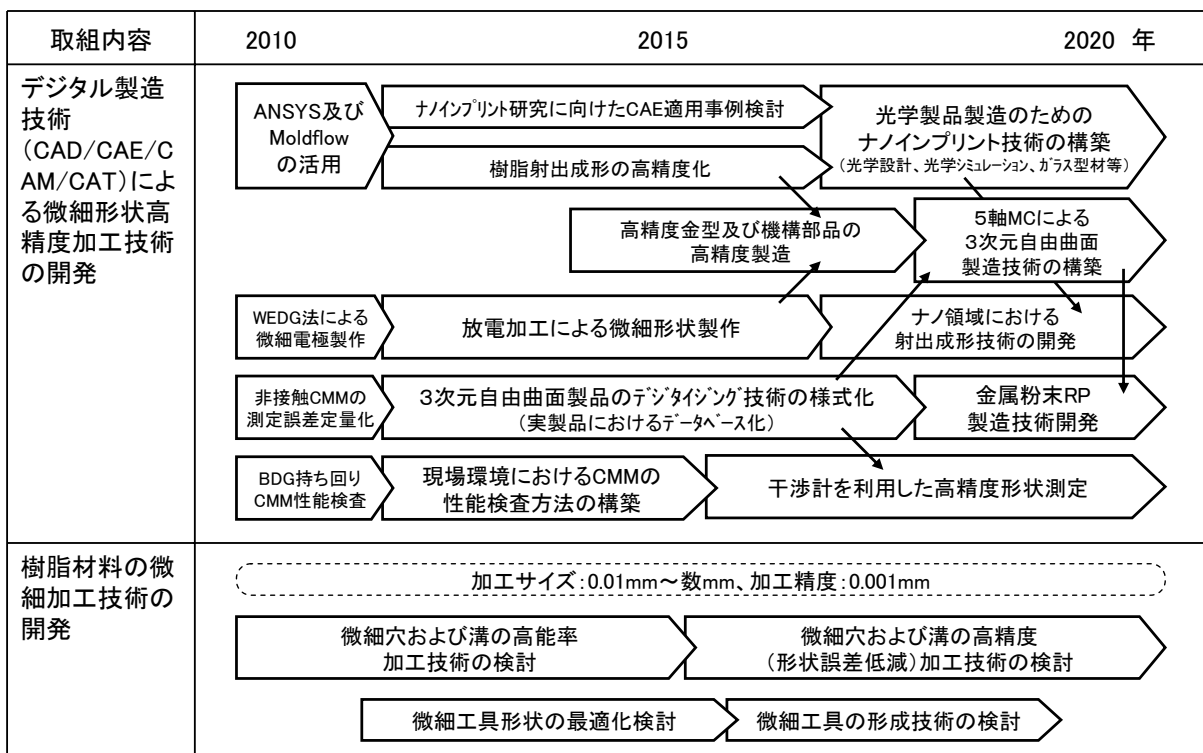 取組内容
2010
2015
2020 年
デジタル製造
技術
(CAD/CAE/C
AM/CAT)によ
る微細形状高
精度加工技術
の開発
ANSYS及び
Moldflow
の活用
ナノインプリント研究に向けたCAE適用事例検討
樹脂射出成形の高精度化
光学製品製造のための
ナノインプリント技術の構築
(光学設計、光学シミュレーション、ガラス型材等)
高精度金型及び機構部品の
高精度製造
5軸MCによる
3次元自由曲面
製造技術の構築
WEDG法による
微細電極製作
放電加工による微細形状製作
ナノ領域における
射出成形技術の開発
非接触CMMの
測定誤差定量化
3次元自由曲面製品のデジタイジング技術の様式化
(実製品におけるデータベース化)
金属粉末RP
製造技術開発
BDG持ち回り
CMM性能検査
現場環境におけるCMMの
性能検査方法の構築
干渉計を利用した高精度形状測定
樹脂材料の微
細加工技術の
開発
加工サイズ:0.01mm～数mm、加工精度:0.001mm
微細穴および溝の高能率
加工技術の検討
微細穴および溝の高精度
(形状誤差低減)加工技術の検討
微細工具形状の最適化検討
微細工具の形成技術の検討